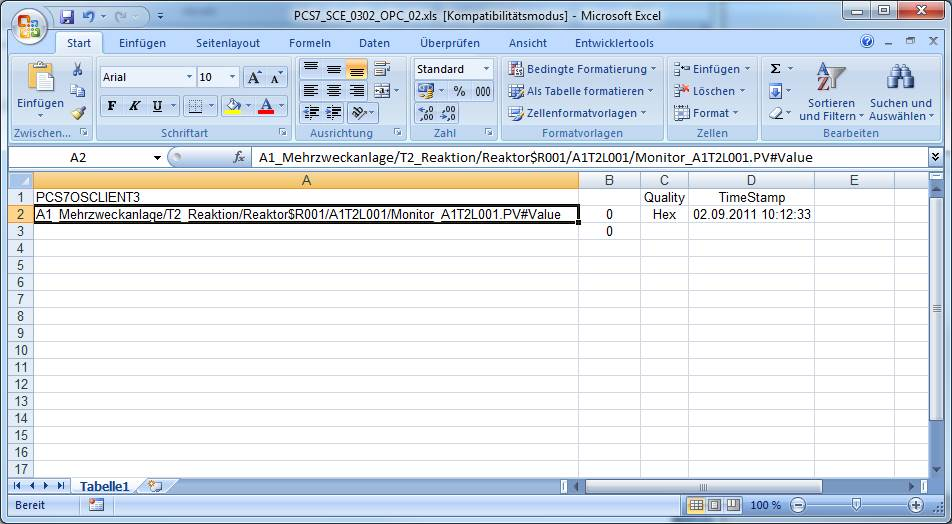 PCS7_SCE_0302_OPC_02.xls [Kompatibilitätsmodus] - Microsoft Excel
Start Einfügen Seitenlayout Formeln Daten Überprüfen Ansicht Entwicklertools
Arial 10 A A Standard Bedingte Formatierung Einfügen Σ
Einfügen F K U A % 000 Als Tabelle formatieren Löschen Sortieren und Filtern Suchen und Auswählen
,00 ,0 Zellenformatvorlagen Format
Zwischen... Schriftart Ausrichtung Zahl Formatvorlagen Zellen Bearbeiten
A2 fx A1_Mehrzweckanlage/T2_Reaktion/Reaktor$R001/A1T2L001/Monitor_A1T2L001.PV#Value
A B C D E
1 PCS7OSCLIENT3 Quality TimeStamp
2 A1_Mehrzweckanlage/T2_Reaktion/Reaktor$R001/A1T2L001/Monitor_A1T2L001.PV#Value 0 Hex 02.09.2011 10:12:33
3 0
4
5
6
7
8
9
10
11
12
13
14
15
16
17
Tabelle1
Bereit 100 %